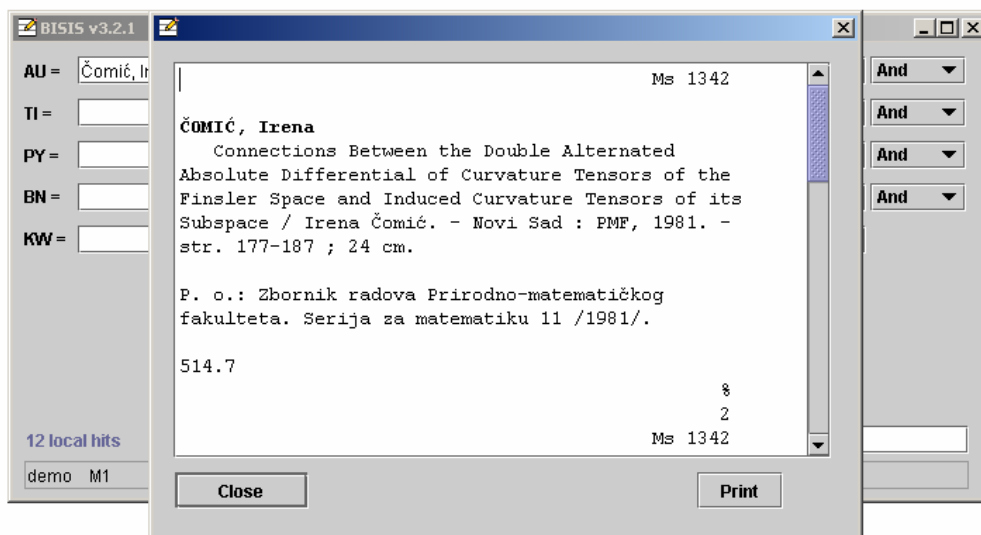 BISIS v3.2.1
AU = Čomić, Ir And
TI = And
PY = And
BN = And
KW =
Ms 1342
ČOMIĆ, Irena
Connections Between the Double Alternated
Absolute Differential of Curvature Tensors of the
Finsler Space and Induced Curvature Tensors of its
Subspace / Irena Čomić. - Novi Sad : PMF, 1981. -
str. 177-187 ; 24 cm.
P. o.: Zbornik radova Prirodno-matematičkog
fakulteta. Serija za matematiku 11 /1981/.
514.7
%
2
Ms 1342
12 local hits
demo M1
Close Print